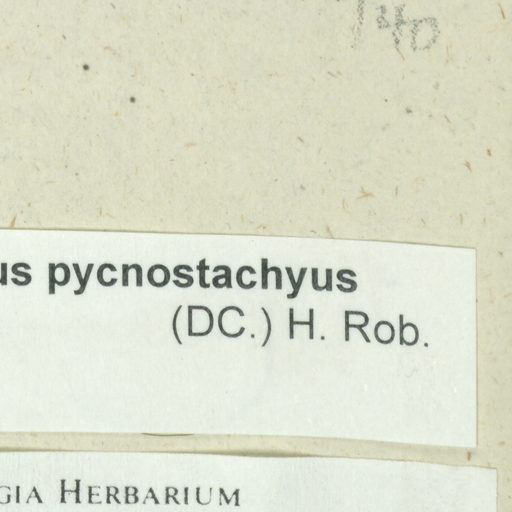 us pycnostachyus
(DC.) H. Rob.
GIA HERBARIUM